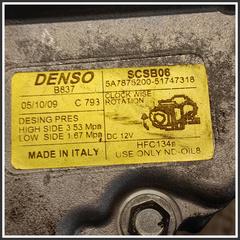 DENSO
B837
SCSB06
5A7875200-51747318
05/10/09 C 793
CLOCK WISE
ROTATION
DESING PRES
HIGH SIDE 3.53 Mpa
LOW SIDE 1.67 Mpa
DC 12V
HFC134a
MADE IN ITALY
USE ONLY ND-OIL8